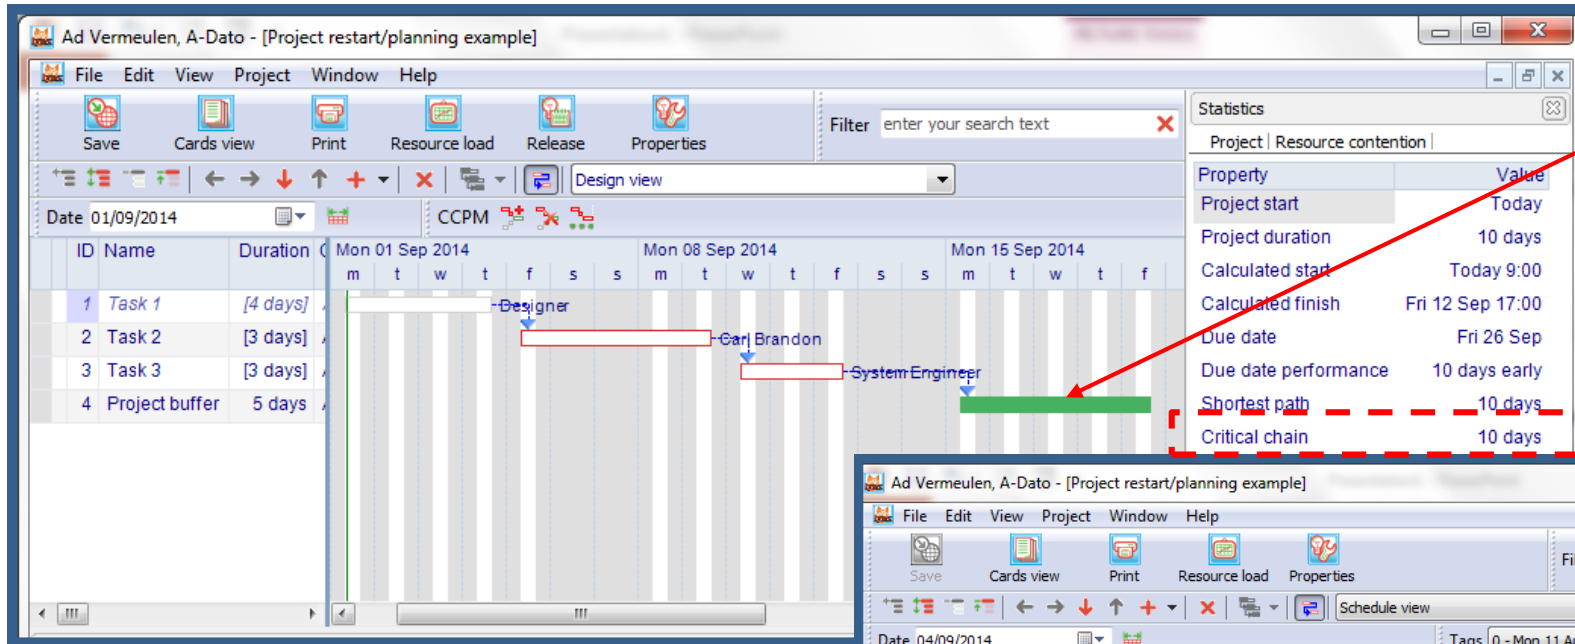 Ad Vermeulen, A-Dato - [Project restart/planning example]
File Edit View Project Window Help
Save Cards view Print Resource load Release Properties
Filter enter your search text
Design view
Date 01/09/2014 CCPM
ID Name Duration Mon 01 Sep 2014 Mon 08 Sep 2014 Mon 15 Sep 2014
m t w t f s s m t w t f s s m t w t f
1 Task 1 [4 days] Designer
2 Task 2 [3 days] Carl Brandon
3 Task 3 [3 days] System Engineer
4 Project buffer 5 days
Statistics
Project | Resource contention |
Property Value
Project start Today
Project duration 10 days
Calculated start Today 9:00
Calculated finish Fri 12 Sep 17:00
Due date Fri 26 Sep
Due date performance 10 days early
Shortest path 10 days
Critical chain 10 days
Ad Vermeulen, A-Dato - [Project restart/planning example]
File Edit View Project Window Help
Save Cards view Print Resource load Properties
Schedule view
Date 04/09/2014 Tags 0 - Mon 11